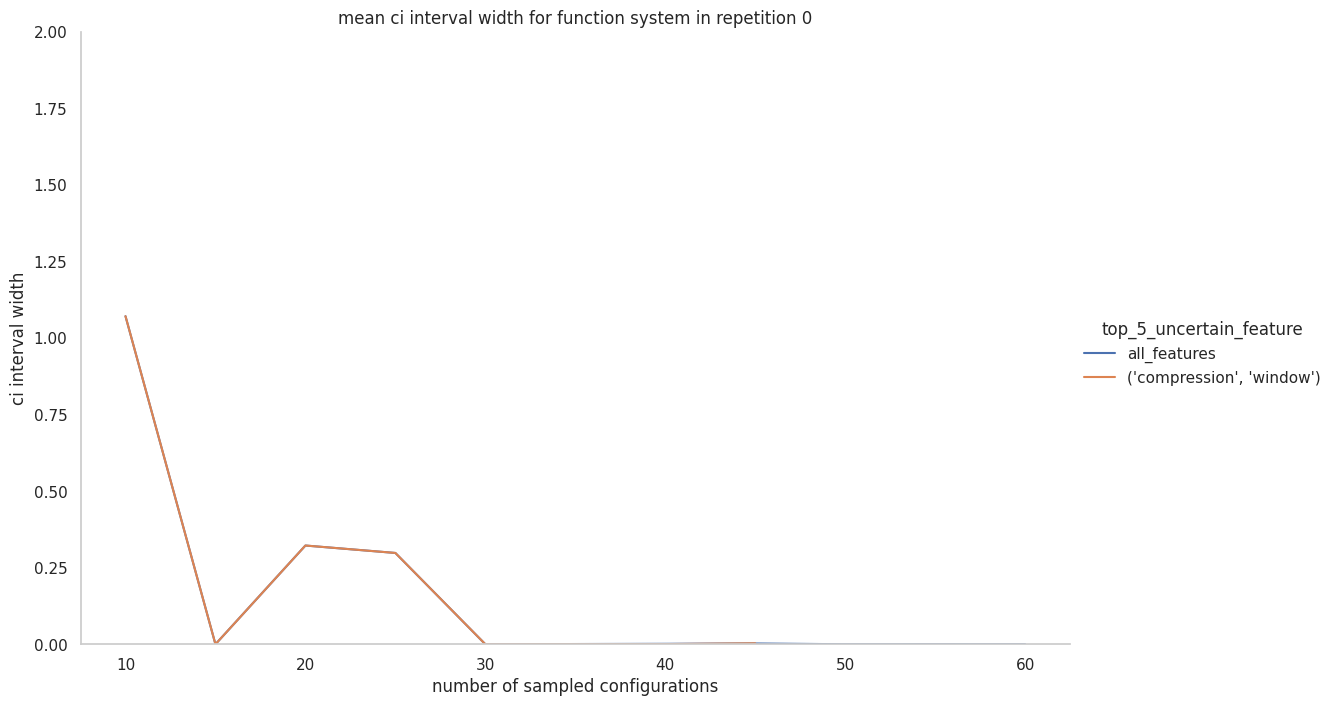 mean ci interval width for function system in repetition 0
2.00
1.75
1.50
1.25
1.00
0.75
0.50
0.25
0.00
ci interval width
10
20
30
40
50
60
number of sampled configurations
top_5_uncertain_feature
all_features
('compression', 'window')